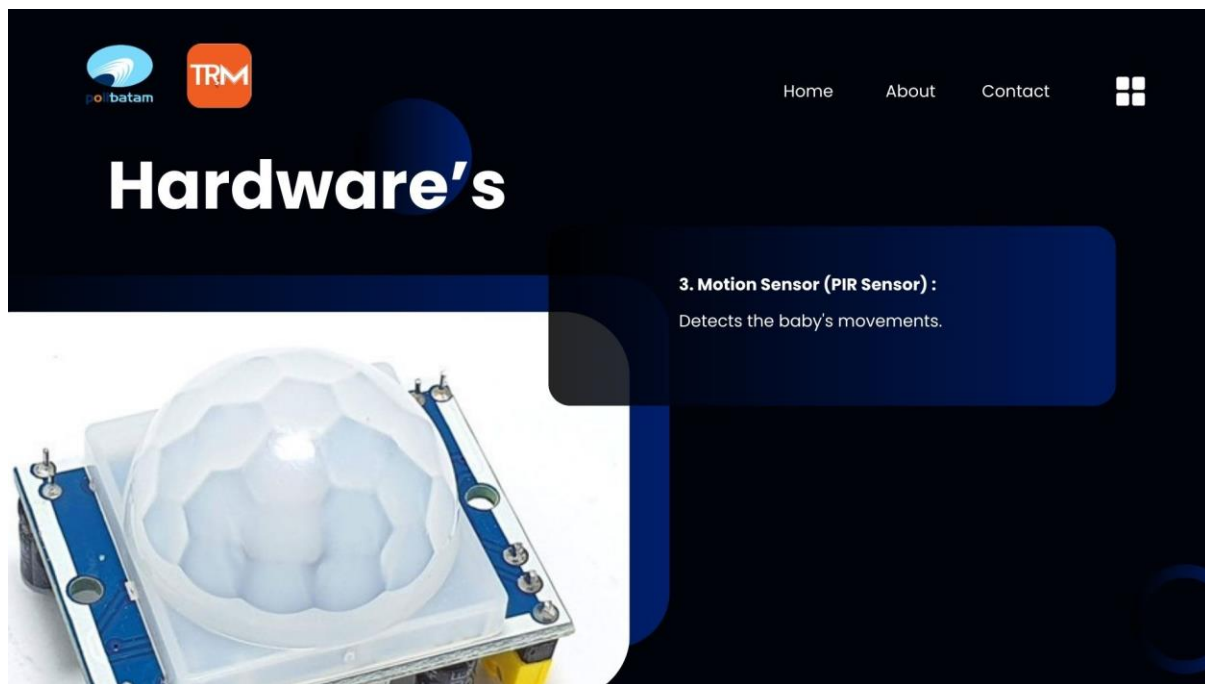 polibatam
TRM
Home About Contact
Hardware’s
3. Motion Sensor (PIR Sensor) :
Detects the baby's movements.